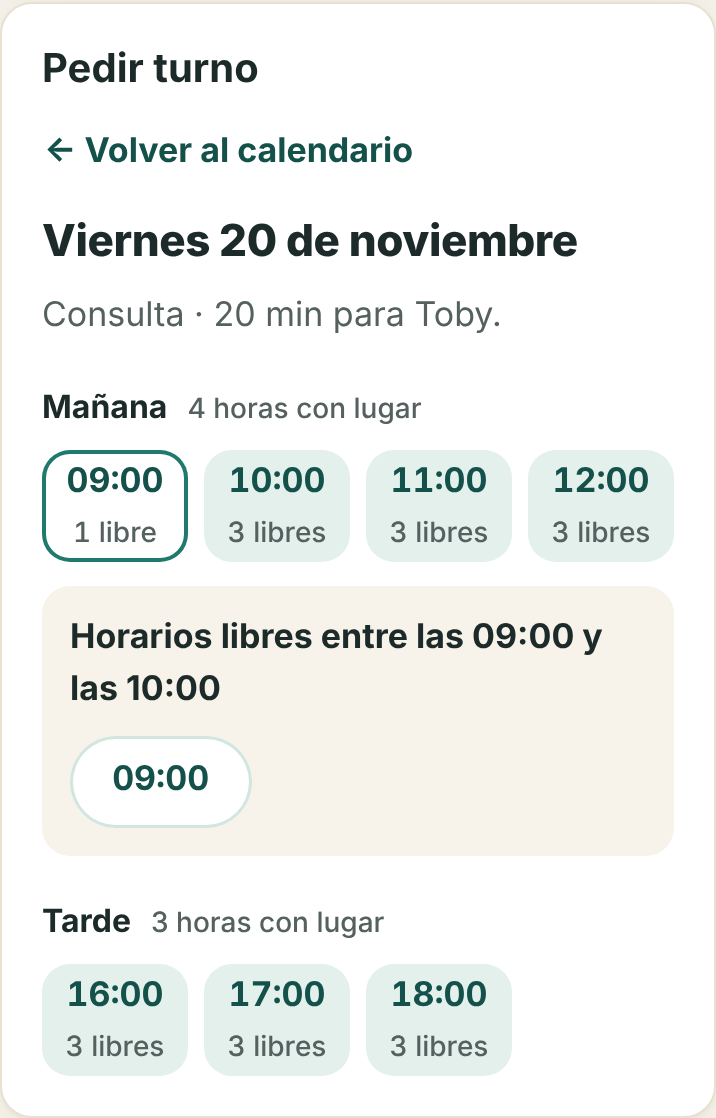 Pedir turno
← Volver al calendario
Viernes 20 de noviembre
Consulta · 20 min para Toby.
Mañana 4 horas con lugar
09:00 10:00 11:00 12:00
1 libre 3 libres 3 libres 3 libres
Horarios libres entre las 09:00 y
las 10:00
09:00
Tarde 3 horas con lugar
16:00 17:00 18:00
3 libres 3 libres 3 libres